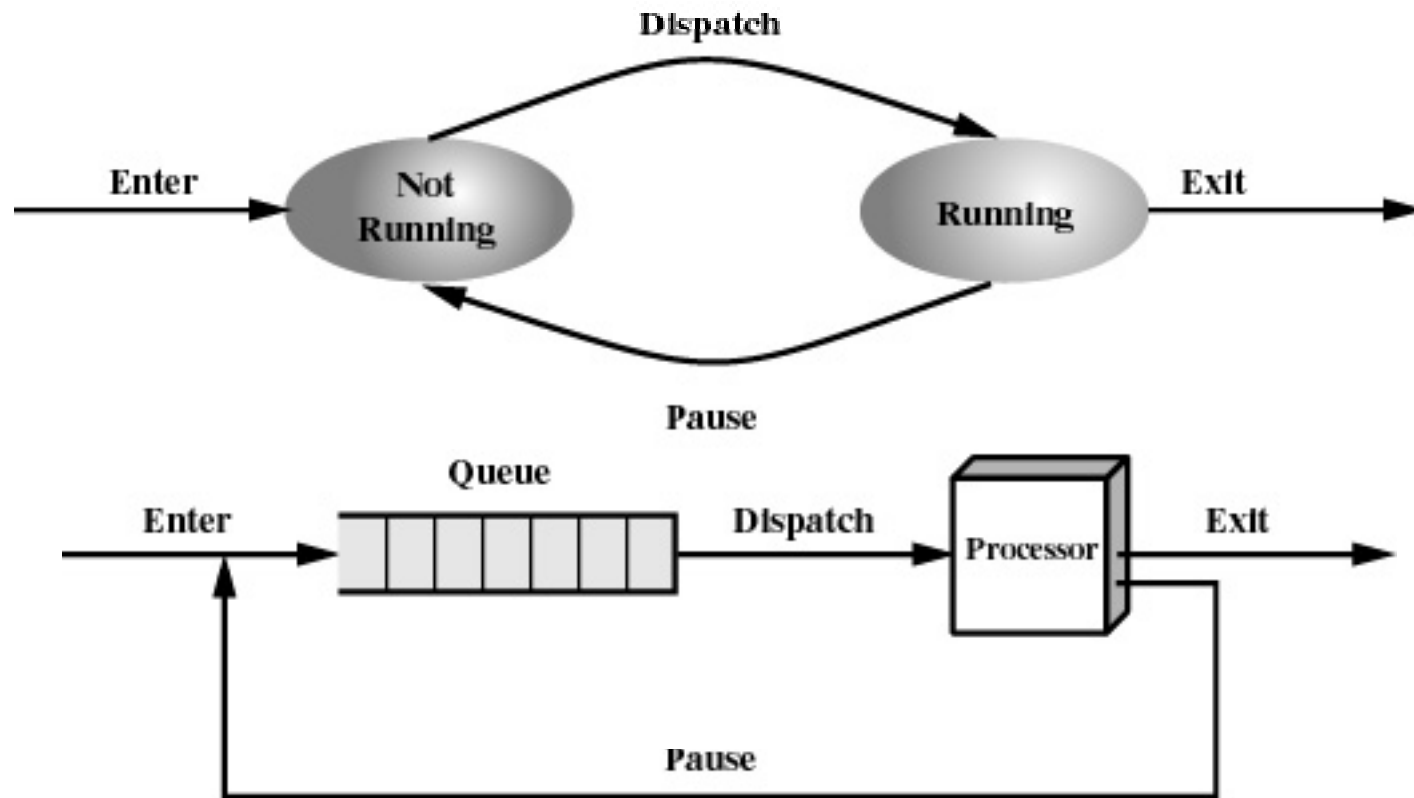 Dispatch
Enter
Not
Running
Running
Exit
Pause
Queue
Enter
Dispatch
Processor
Exit
Pause